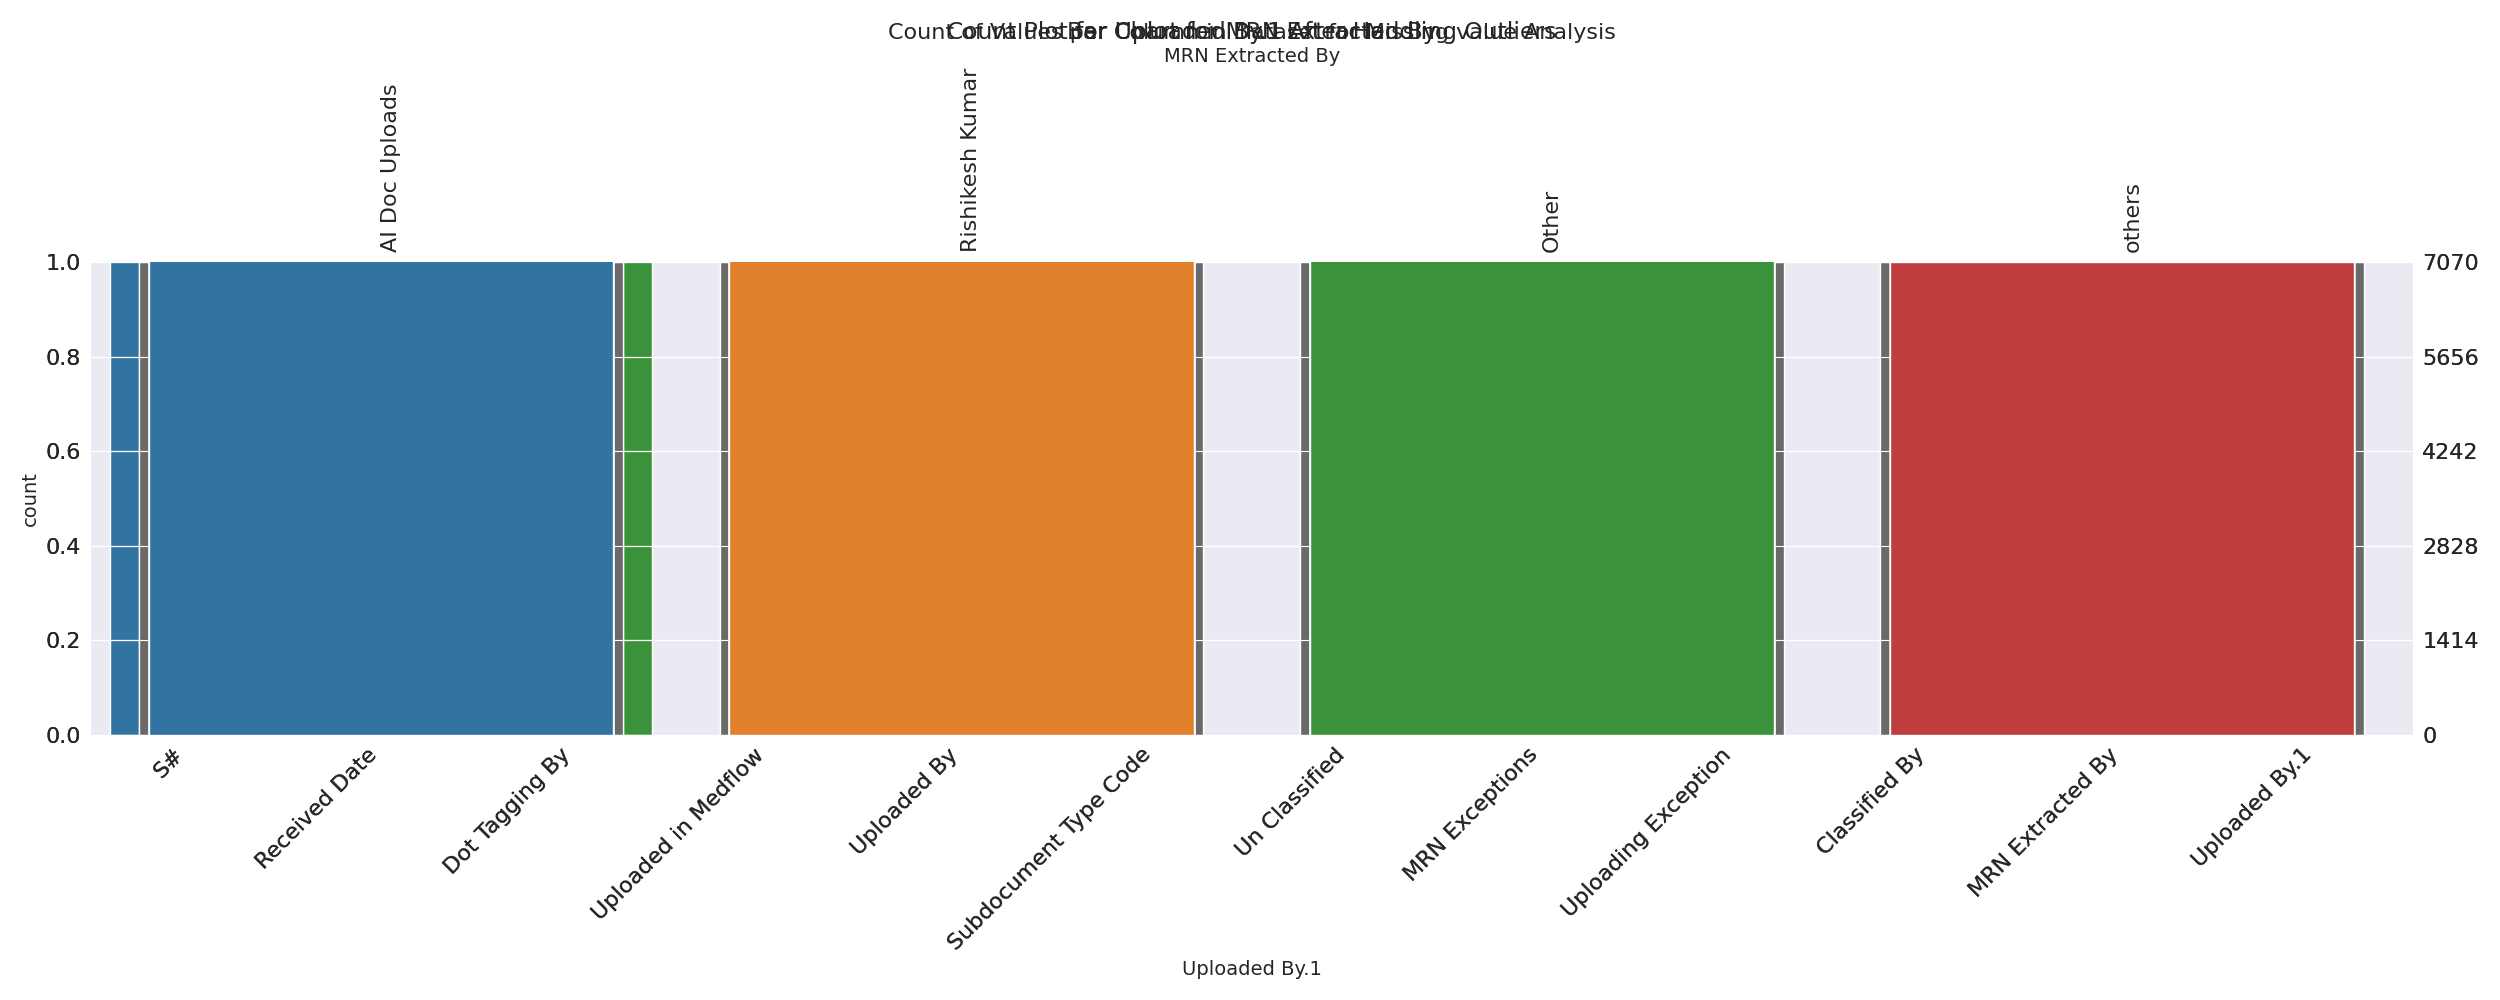 MRN Extracted By
AI Doc Uploads
Rishikesh Kumar
Other
others
1.0
0.8
0.6
0.4
0.2
0.0
count
7070
5656
4242
2828
1414
0
S#
Received Date
Dot Tagging By
Uploaded in Medflow
Uploaded By
Subdocument Type Code
Un Classified
MRN Exceptions
Uploading Exception
Classified By
MRN Extracted By
Uploaded By.1
Uploaded By.1